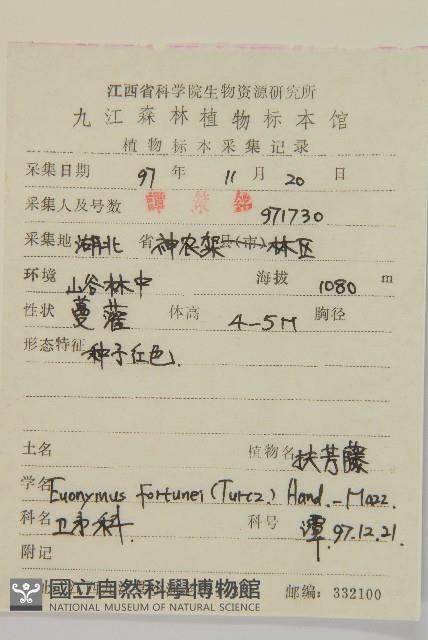 江西省科学院生物资源研究所
九江森林植物标本馆
植物标本采集记录
采集日期 97 年 11 月 20 日
采集人及号数 譚策銘 971730
采集地 湖北 省 神农架 县(市) 林区
环境 山谷林中 海拔 1080 m
性状 蔓灌 体高 4-5M 胸径
形态特征 种子红色.
土名 植物名 扶芳藤
学名 Euonymus fortunei (Turcz.) Hand.-Mazz.
科名 卫矛科 科号 譚.97.12.21.
附记
國立自然科學博物館
NATIONAL MUSEUM OF NATURAL SCIENCE
邮编: 332100